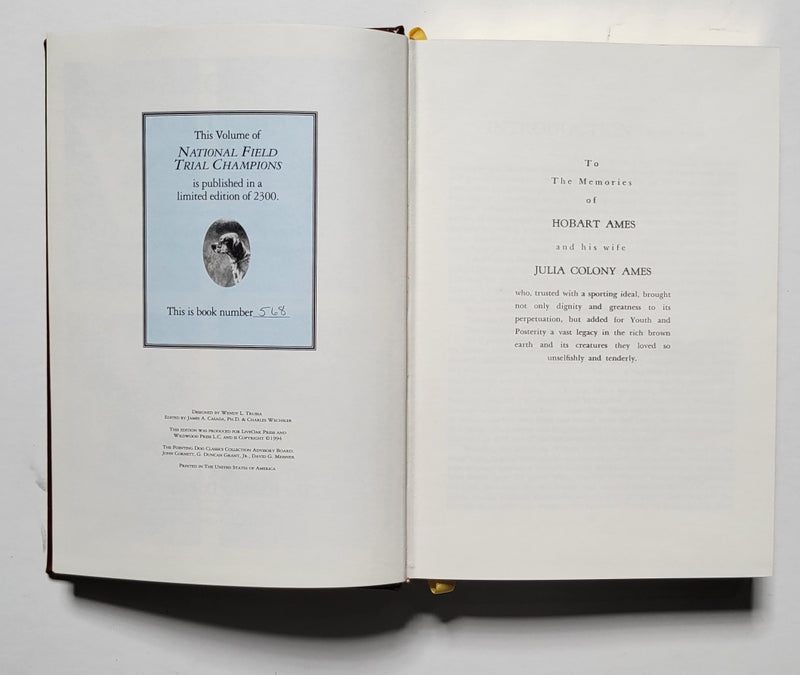 This Volume of
NATIONAL FIELD
TRIAL CHAMPIONS
is published in a
limited edition of 2300.
This is book number 568
DESIGNED BY WENDY L. TRUBIA
EDITED BY JAMES A. CASADA, PH.D. & CHARLES WECHSLER
THIS EDITION WAS PRODUCED FOR LIVEOAK PRESS AND
WILDWOOD PRESS L.C. AND IS COPYRIGHT ©1994
THE POINTING DOG CLASSICS COLLECTION ADVISORY BOARD:
JOHN CORNETT, G. DUNCAN GRANT, JR., DAVID G. MEISNER
PRINTED IN THE UNITED STATES OF AMERICA
To
The Memories
of
HOBART AMES
and his wife
JULIA COLONY AMES
who, trusted with a sporting ideal, brought
not only dignity and greatness to its
perpetuation, but added for Youth and
Posterity a vast legacy in the rich brown
earth and its creatures they loved so
unselfishly and tenderly.